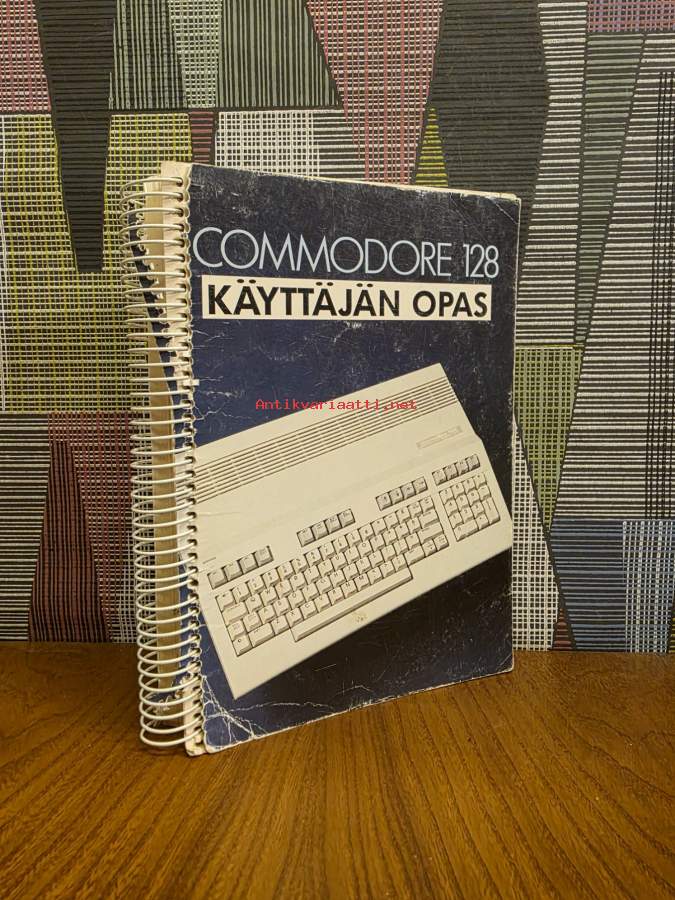 COMMODORE 128
KÄYTTÄJÄN OPAS
Antikvariaatti.net